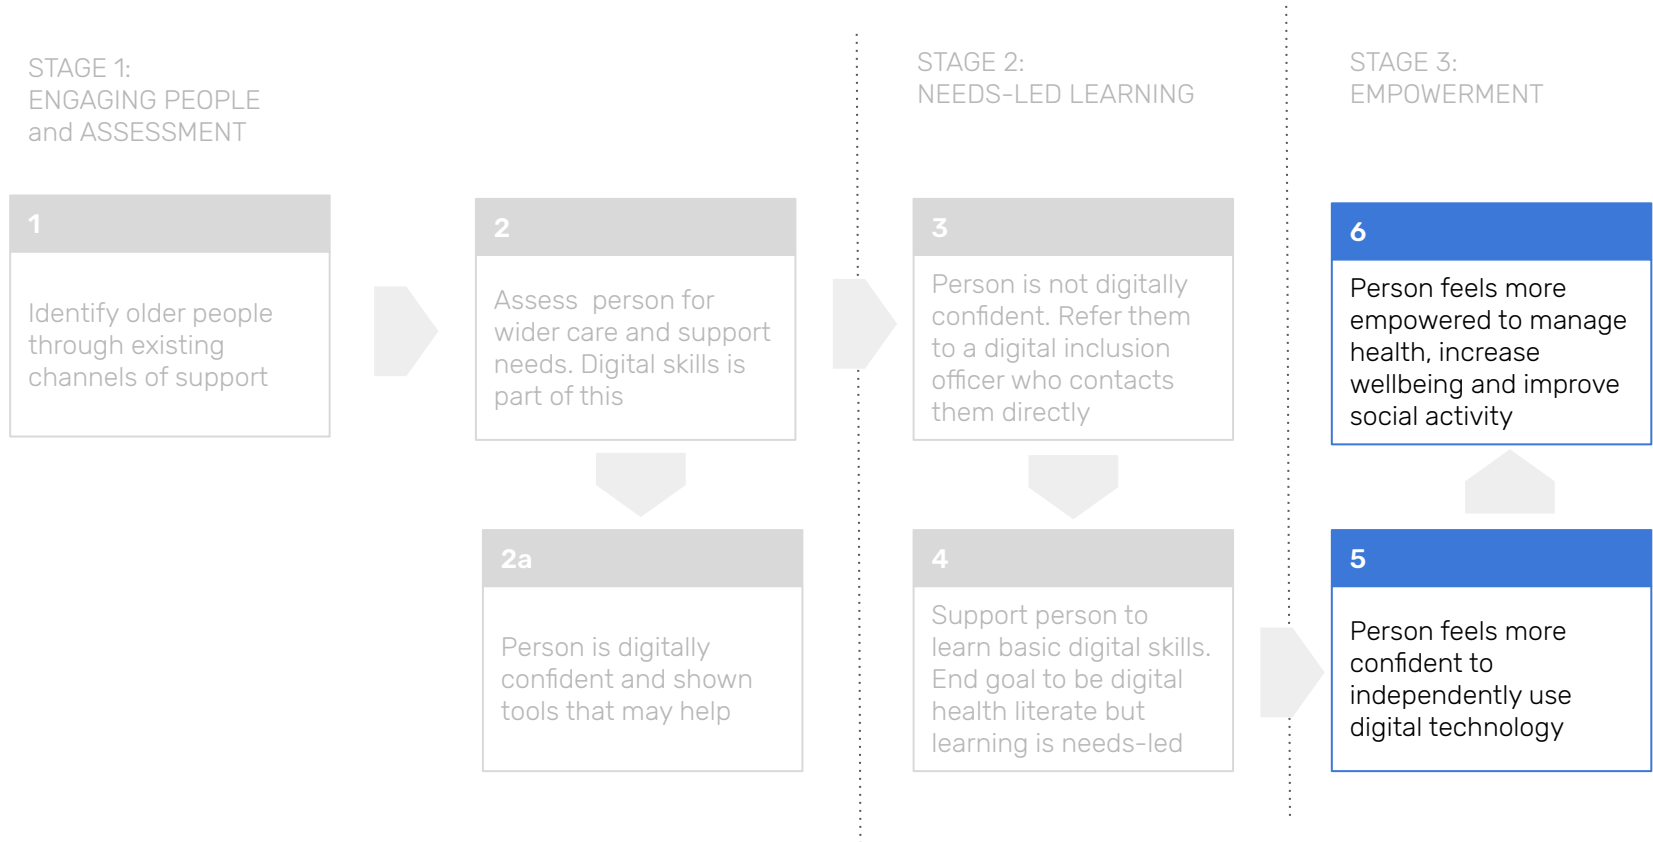 STAGE 1:
ENGAGING PEOPLE
and ASSESSMENT
STAGE 2:
NEEDS-LED LEARNING
STAGE 3:
EMPOWERMENT
1
Identify older people
through existing
channels of support
2
Assess  person for
wider care and support
needs. Digital skills is
part of this
2a
Person is digitally
confident and shown
tools that may help
3
Person is not digitally
confident. Refer them
to a digital inclusion
officer who contacts
them directly
4
Support person to
learn basic digital skills.
End goal to be digital
health literate but
learning is needs-led
5
Person feels more
confident to
independently use
digital technology
6
Person feels more
empowered to manage
health, increase
wellbeing and improve
social activity